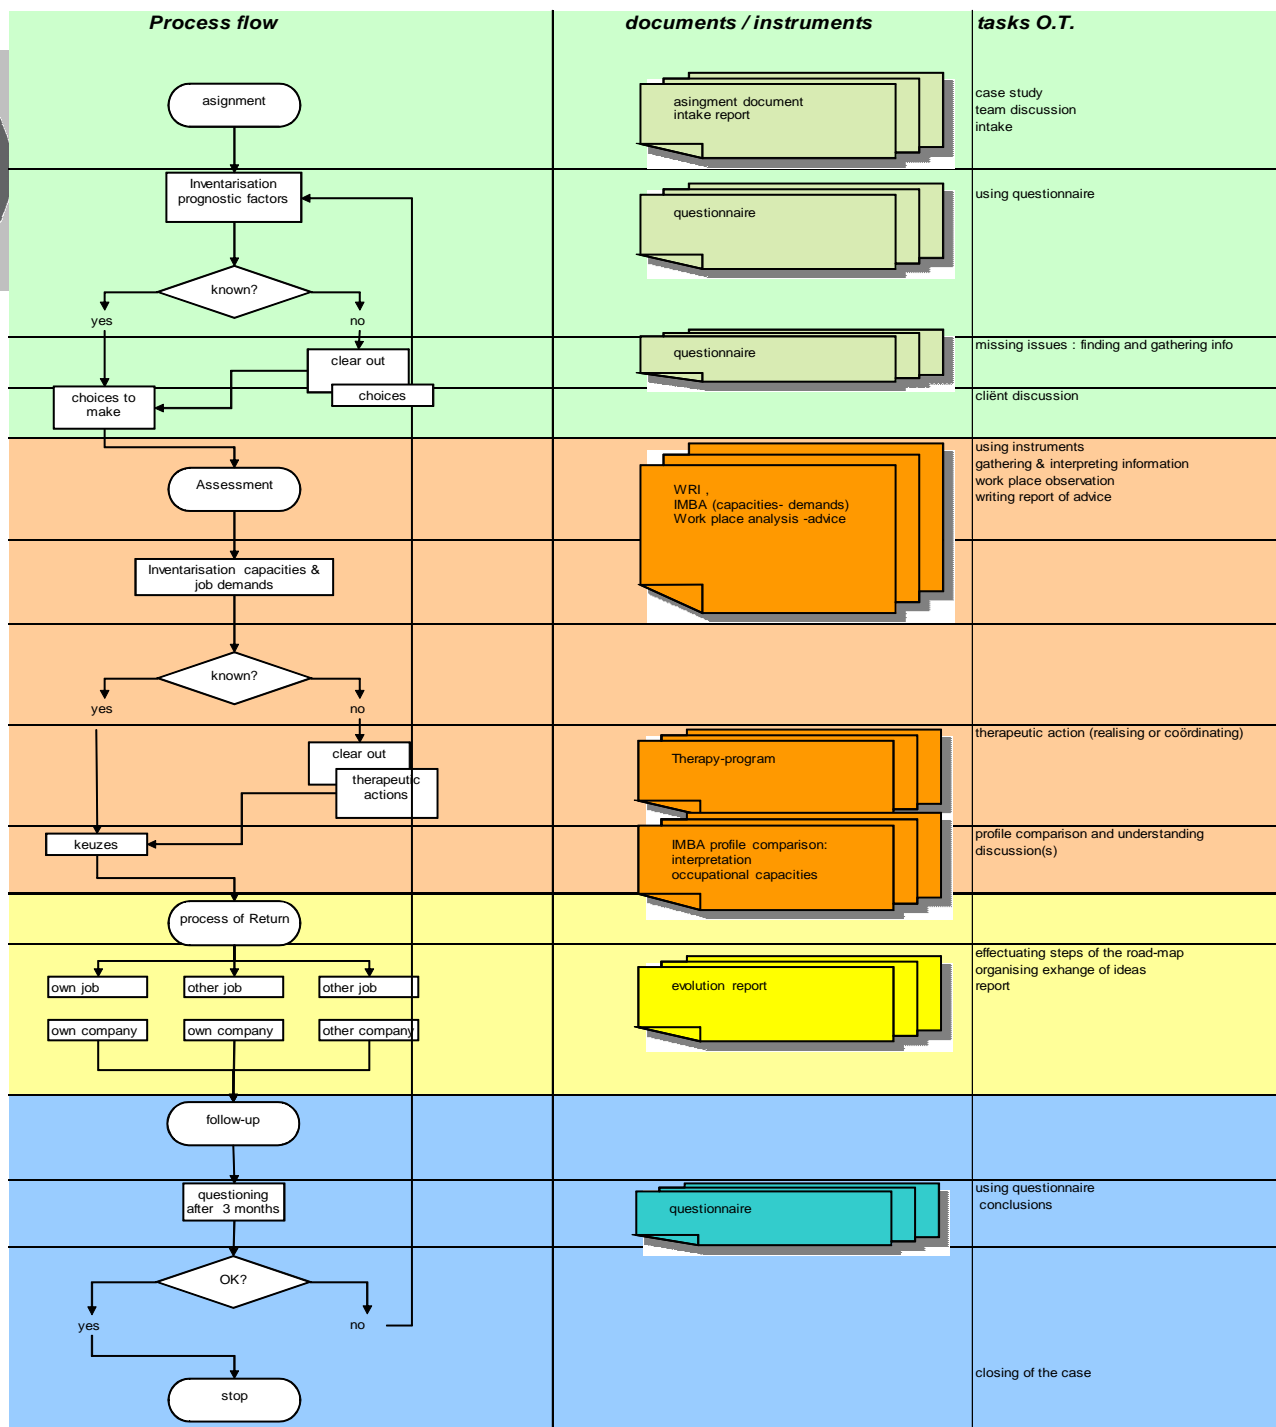 Process flow
documents / instruments
tasks O.T.
asignment
asingment document
intake report
case study
team discussion
intake
Inventarisation
prognostic factors
questionnaire
using questionnaire
known?
yes
no
clear out
questionnaire
missing issues : finding and gathering info
choices
choices to
make
cliënt discussion
Assessment
WRI ,
IMBA (capacities- demands)
Work place analysis -advice
using instruments
gathering & interpreting information
work place observation
writing report of advice
Inventarisation capacities &
job demands
known?
yes
no
clear out
therapeutic
actions
Therapy-program
therapeutic action (realising or coördinating)
keuzes
IMBA profile comparison:
interpretation
occupational capacities
profile comparison and understanding
discussion(s)
process of Return
own job
other job
other job
own company
own company
other company
evolution report
effectuating steps of the road-map
organising exhange of ideas
report
follow-up
questioning
after 3 months
questionnaire
using questionnaire
conclusions
OK?
yes
no
stop
closing of the case